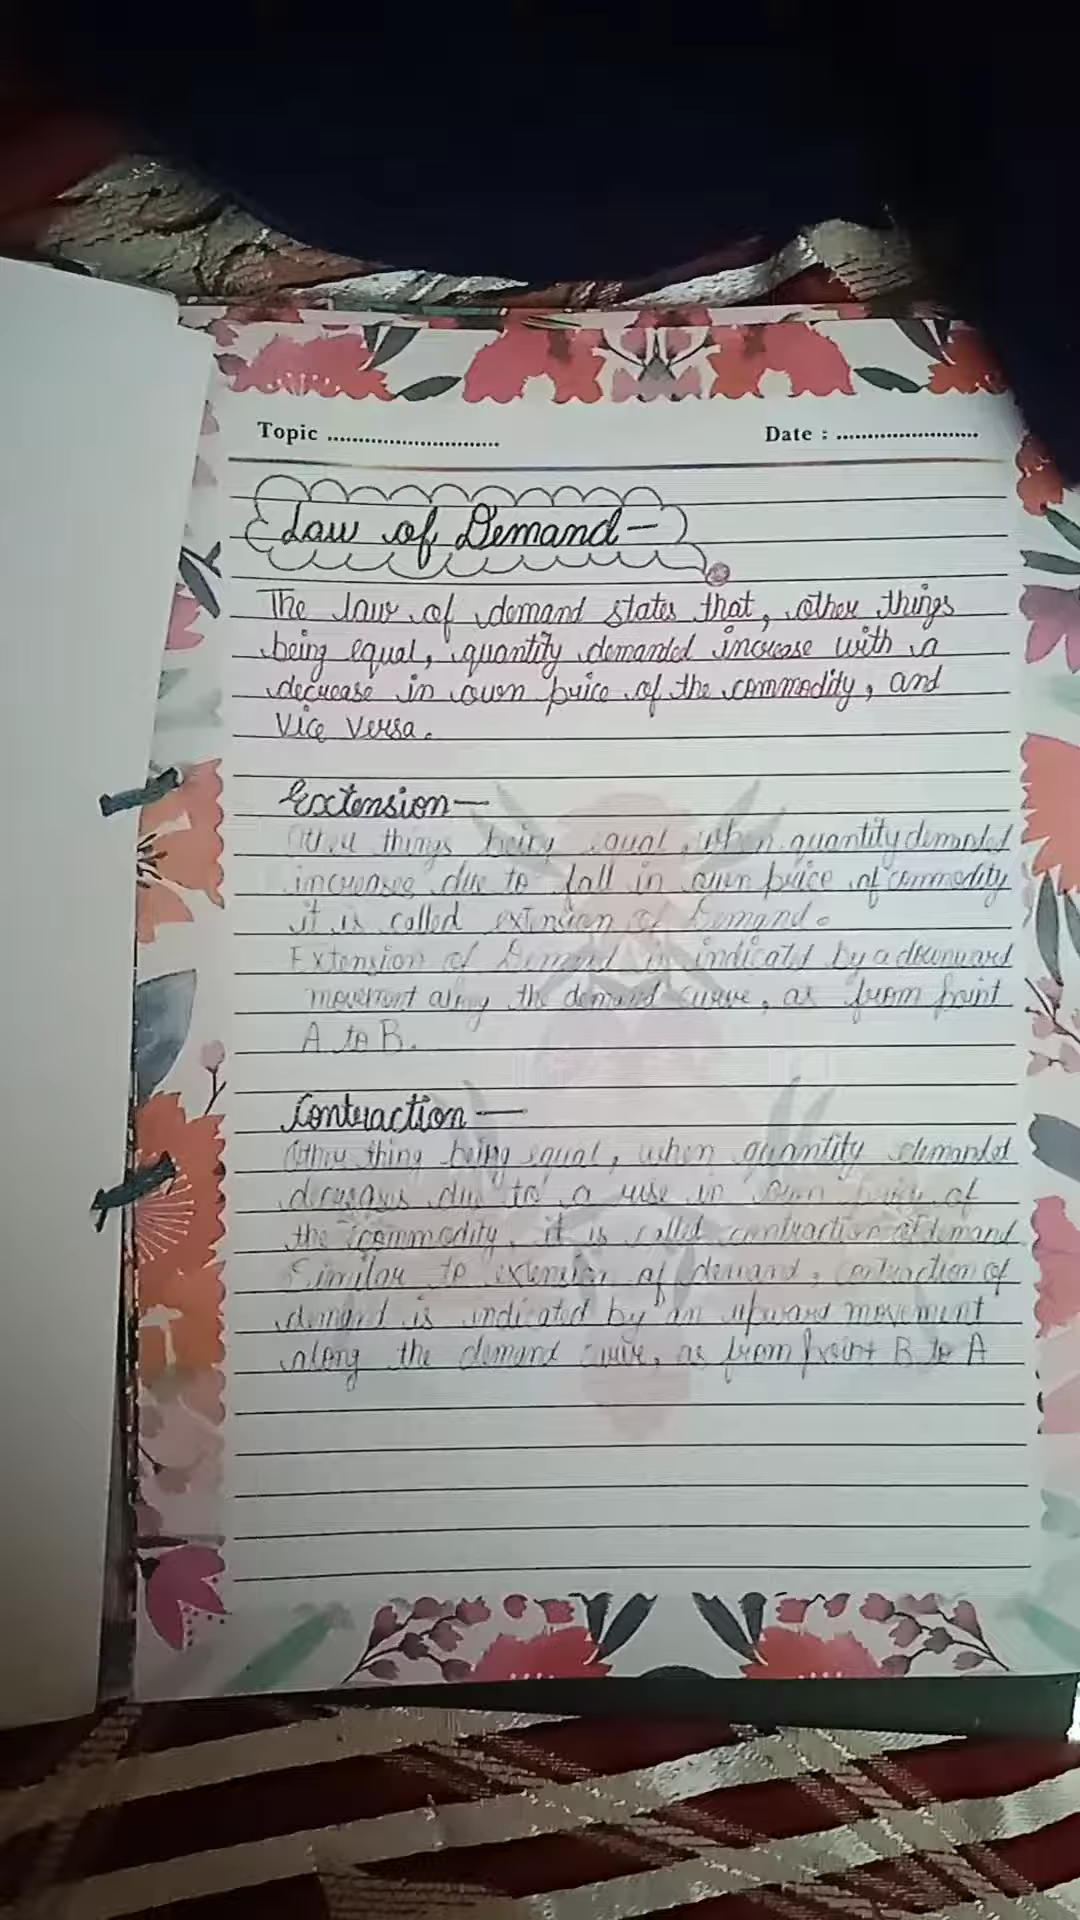 Topic ............................ Date : ........................
Law of Demand -
The law of demand states that, other things
being equal, quantity demanded increase with a
decrease in own price of the commodity, and
Vice Versa.
Extension -
Other things being equal, when quantity demanded
increases due to fall in own price of commodity
it is called extension of Demand.
Extension of Demand is indicated by a downward
movement along the demand curve, as from point
A to B.
Contraction -
Other thing being equal, when quantity demanded
decreases due to a rise in own price of
the commodity, it is called contraction of demand
Similar to extension of demand, contraction of
demand is indicated by an upward movement
along the demand curve, as from point B to A